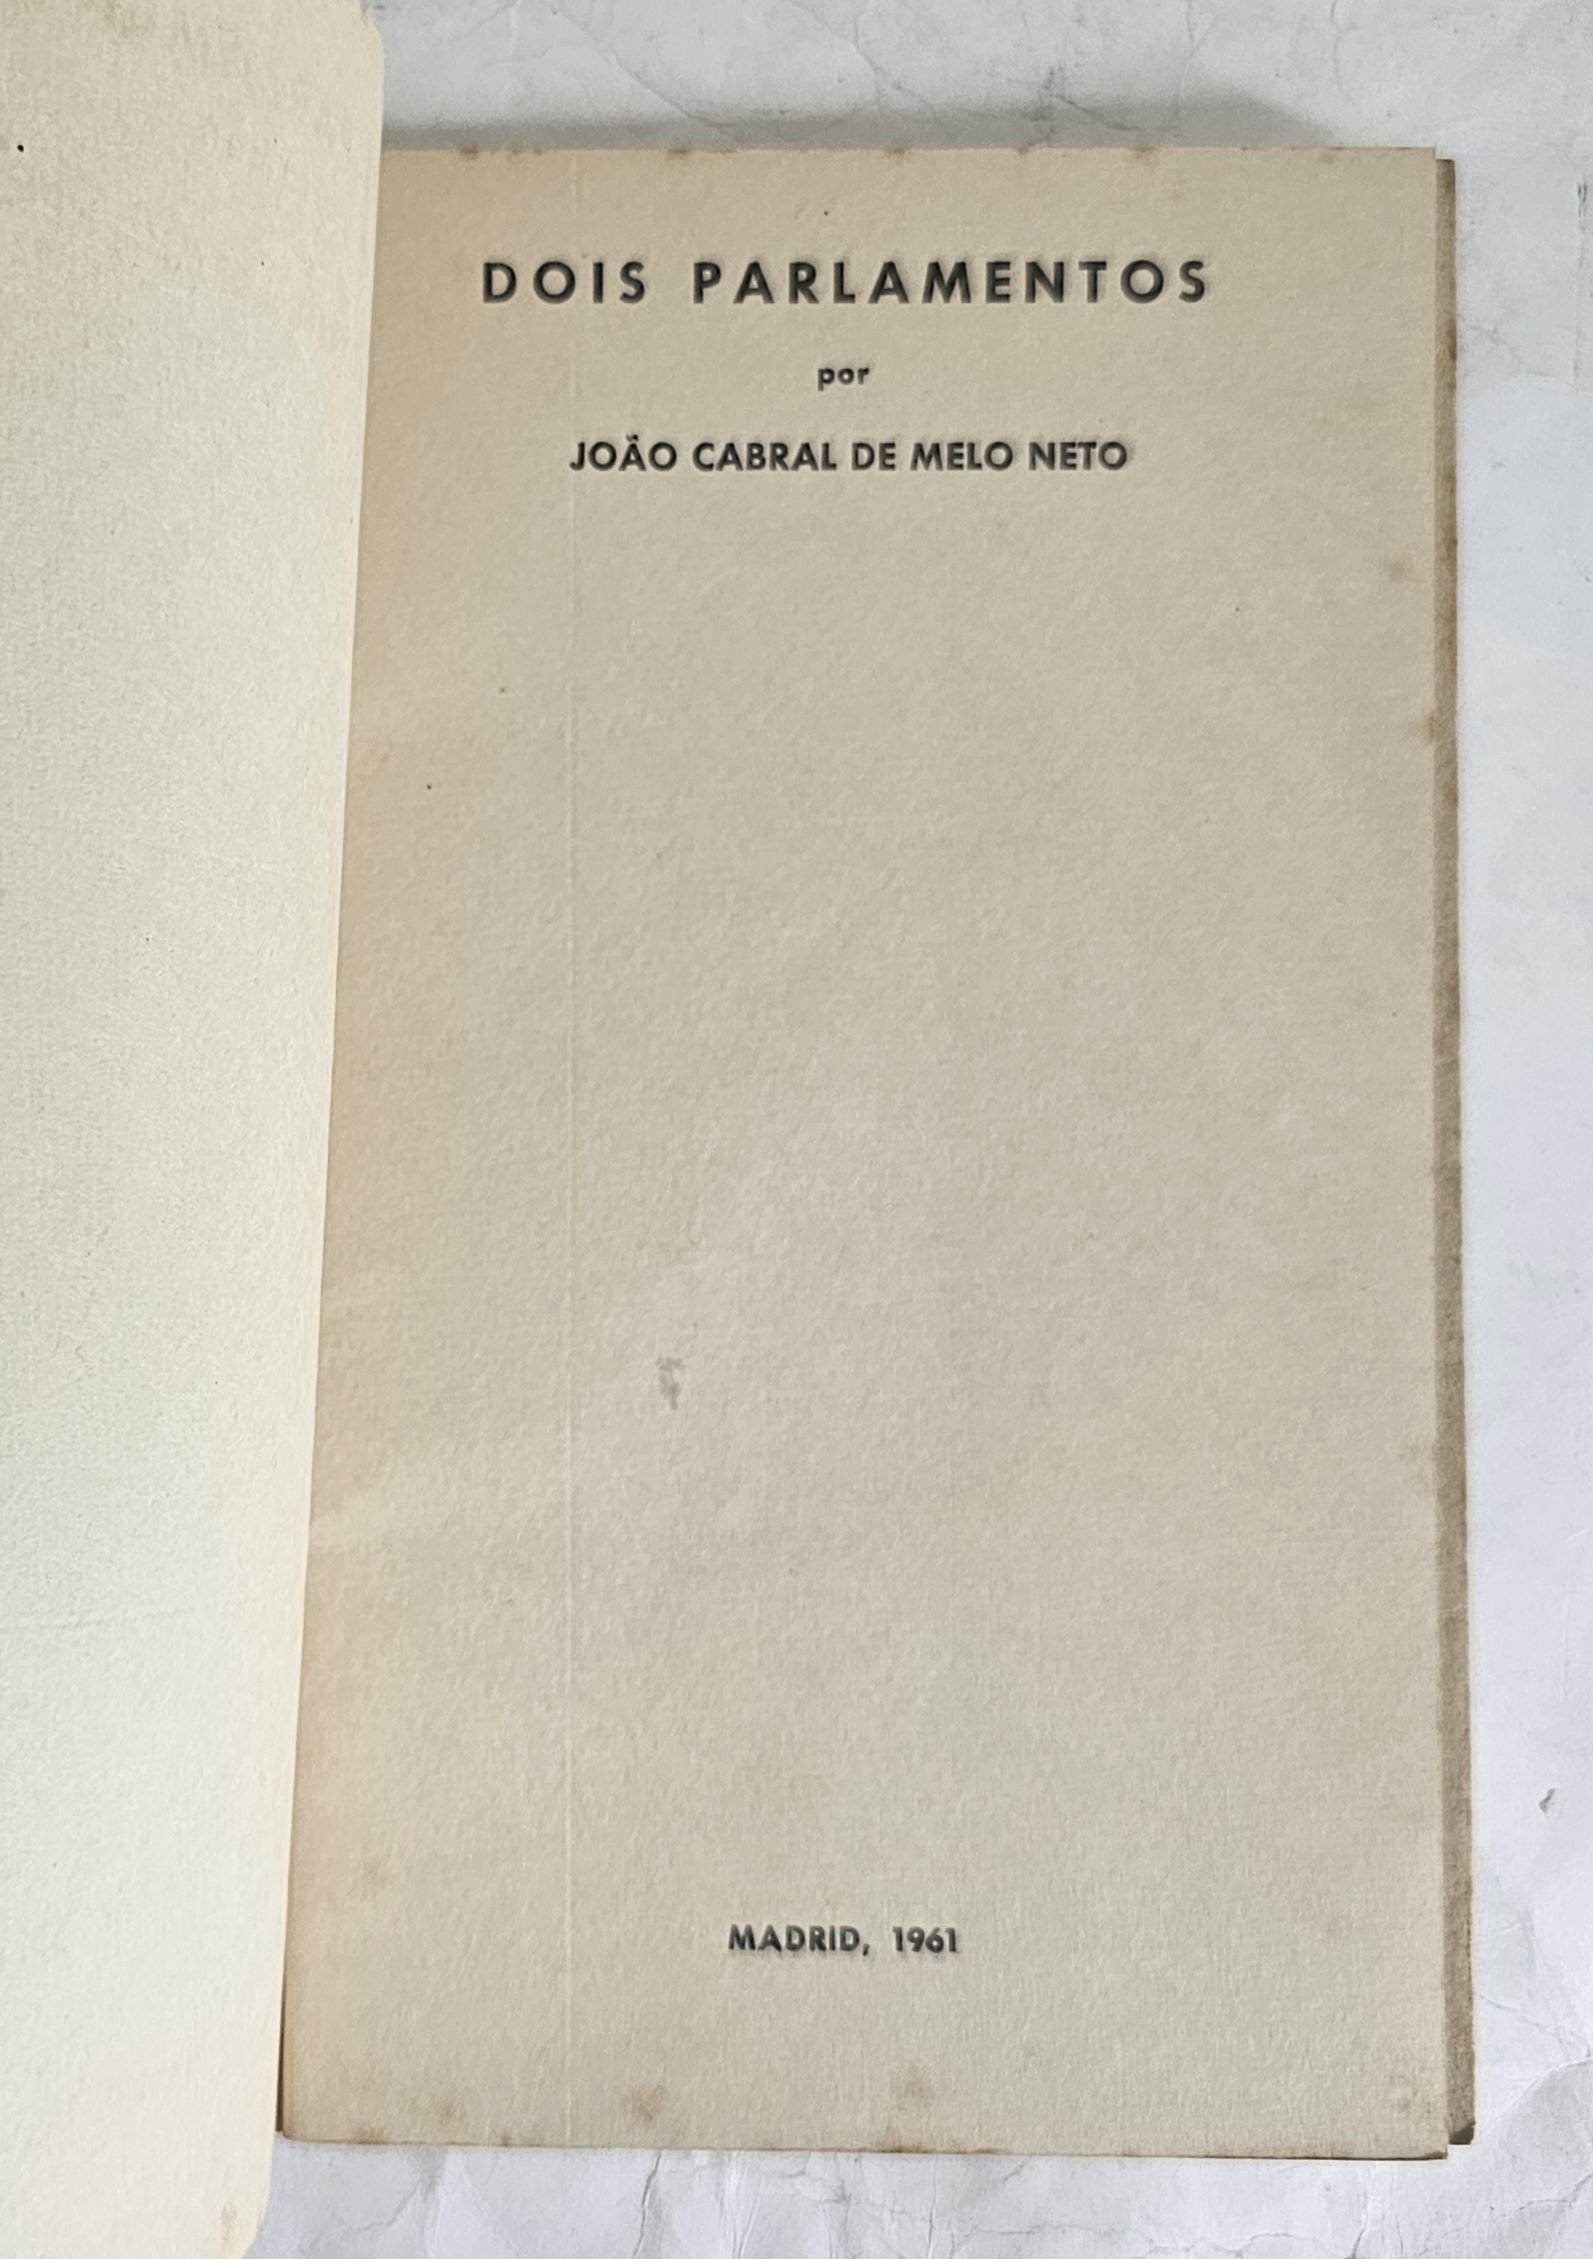 DOIS PARLAMENTOS
por
JOÃO CABRAL DE MELO NETO
MADRID, 1961